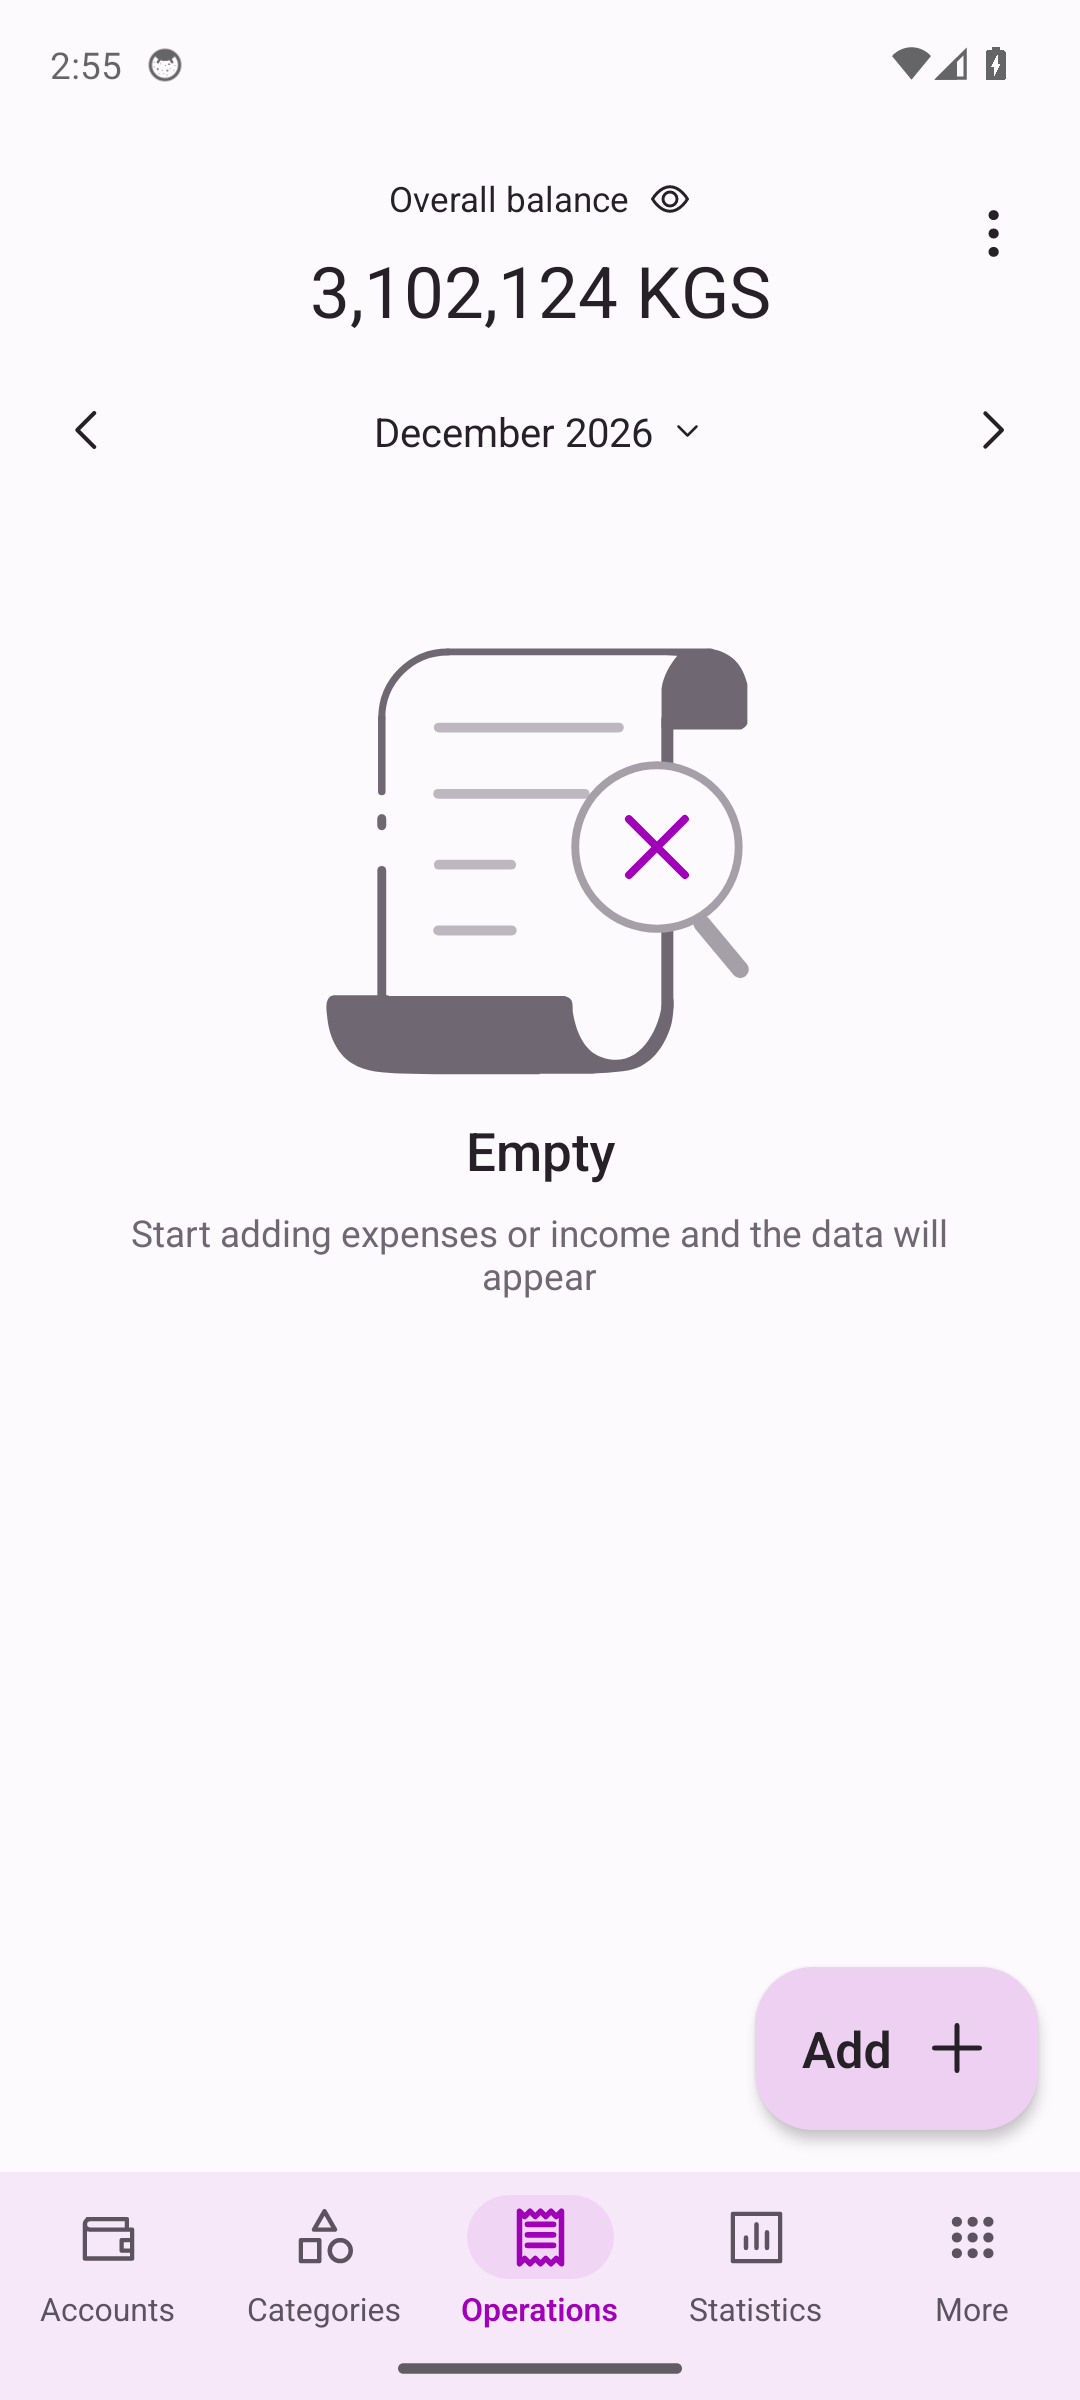 2:55
Overall balance
3,102,124 KGS
December 2026
Empty
Start adding expenses or income and the data will
appear
Add
Accounts
Categories
Operations
Statistics
More